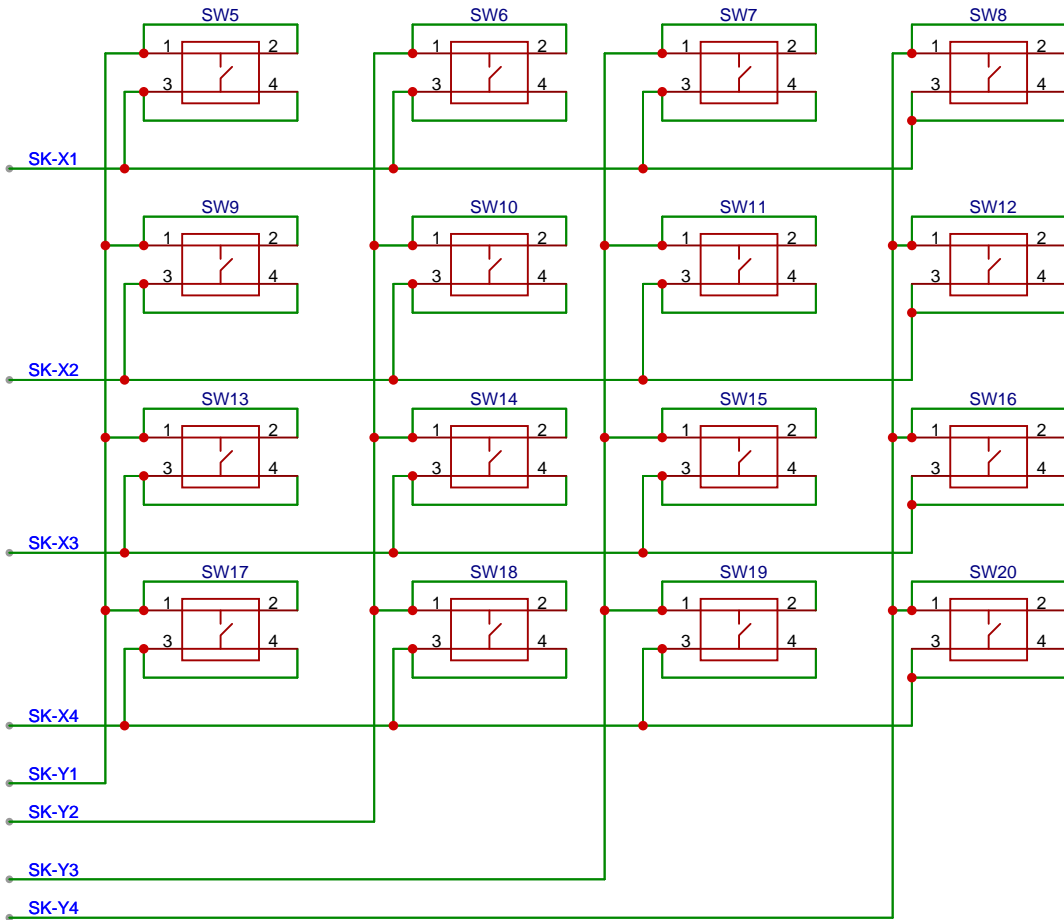 SW5 SW6 SW7 SW8
1 2 1 2 1 2 1 2
3 4 3 4 3 4 3 4
SK-X1
SW9 SW10 SW11 SW12
1 2 1 2 1 2 1 2
3 4 3 4 3 4 3 4
SK-X2
SW13 SW14 SW15 SW16
1 2 1 2 1 2 1 2
3 4 3 4 3 4 3 4
SK-X3
SW17 SW18 SW19 SW20
1 2 1 2 1 2 1 2
3 4 3 4 3 4 3 4
SK-X4
SK-Y1
SK-Y2
SK-Y3
SK-Y4